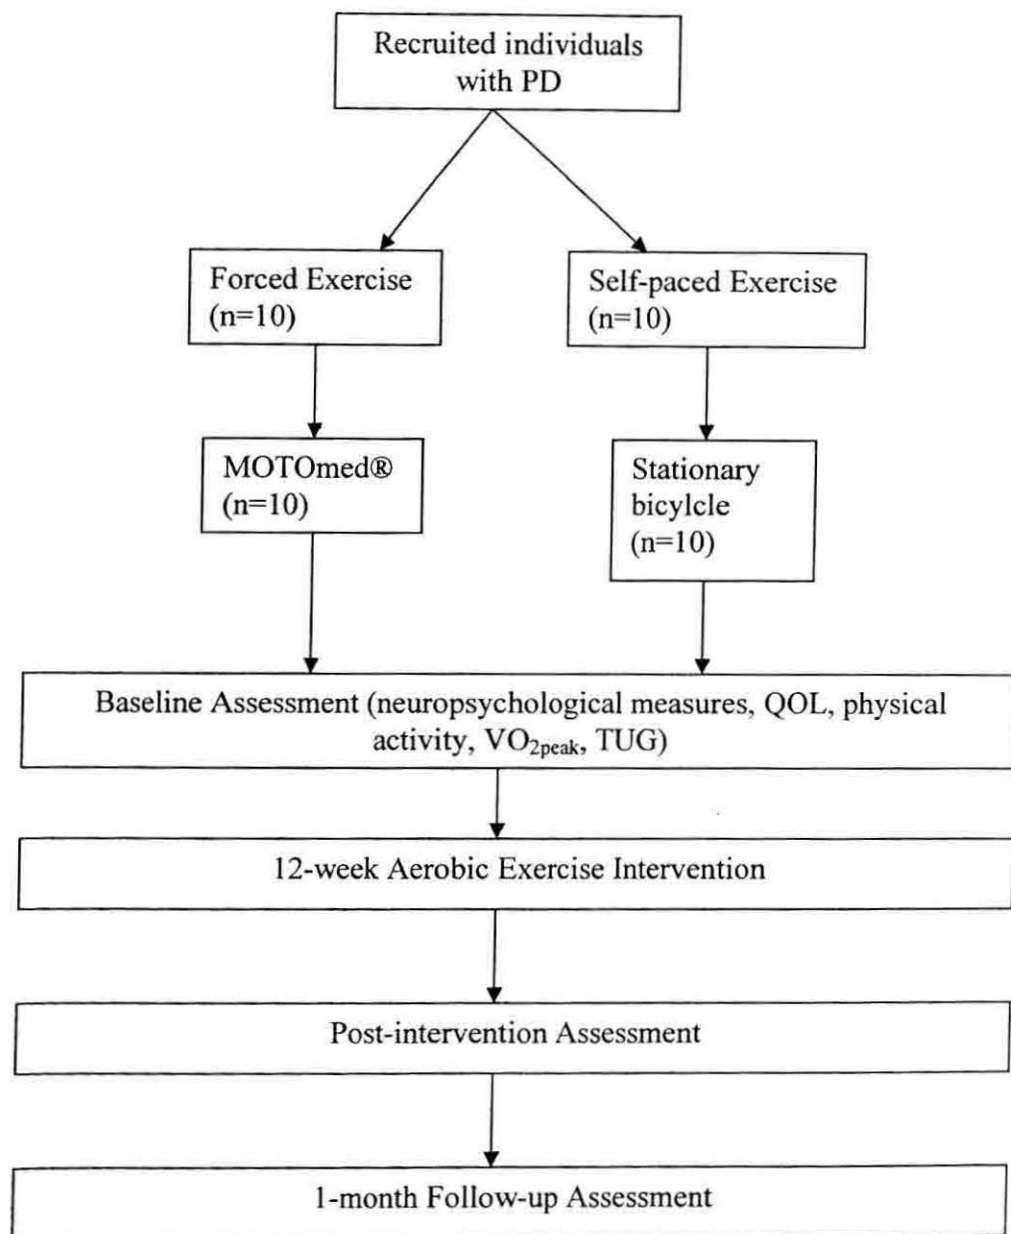 Recruited individuals
with PD
Forced Exercise
(n=10)
Self-paced Exercise
(n=10)
MOTOmed®
(n=10)
Stationary
bicylcle
(n=10)
Baseline Assessment (neuropsychological measures, QOL, physical
activity, VO2peak, TUG)
12-week Aerobic Exercise Intervention
Post-intervention Assessment
1-month Follow-up Assessment